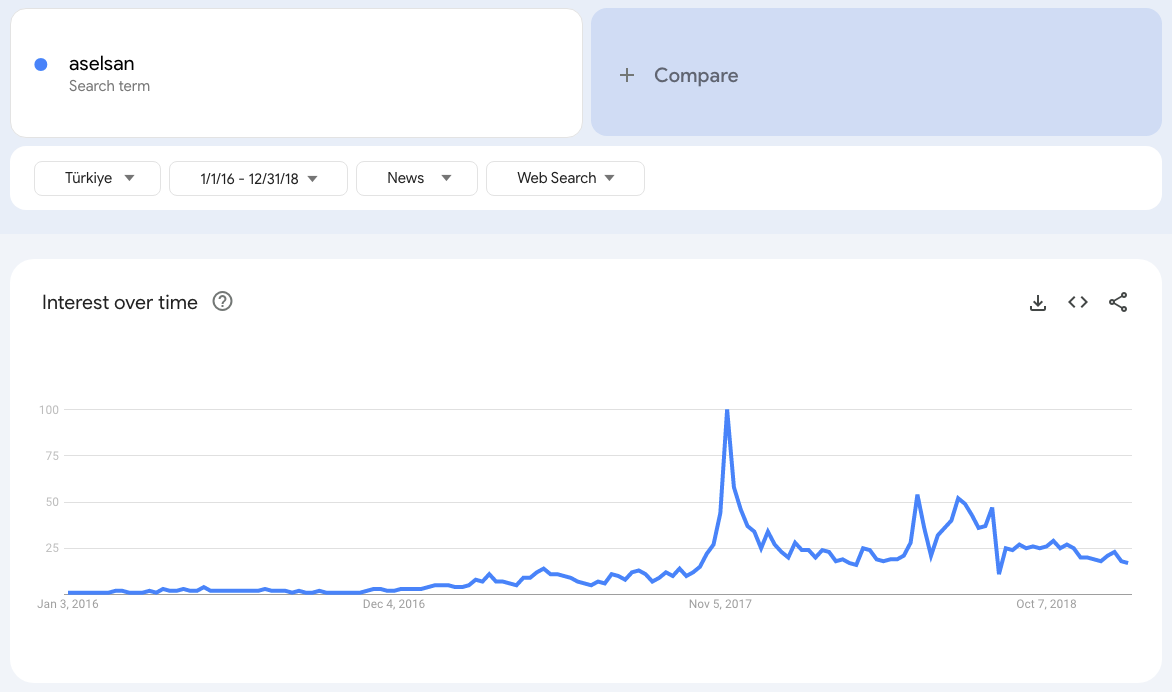 aselsan
Search term
+ Compare
Türkiye
1/1/16 - 12/31/18
News
Web Search
Interest over time ?
100
75
50
25
Jan 3, 2016
Dec 4, 2016
Nov 5, 2017
Oct 7, 2018